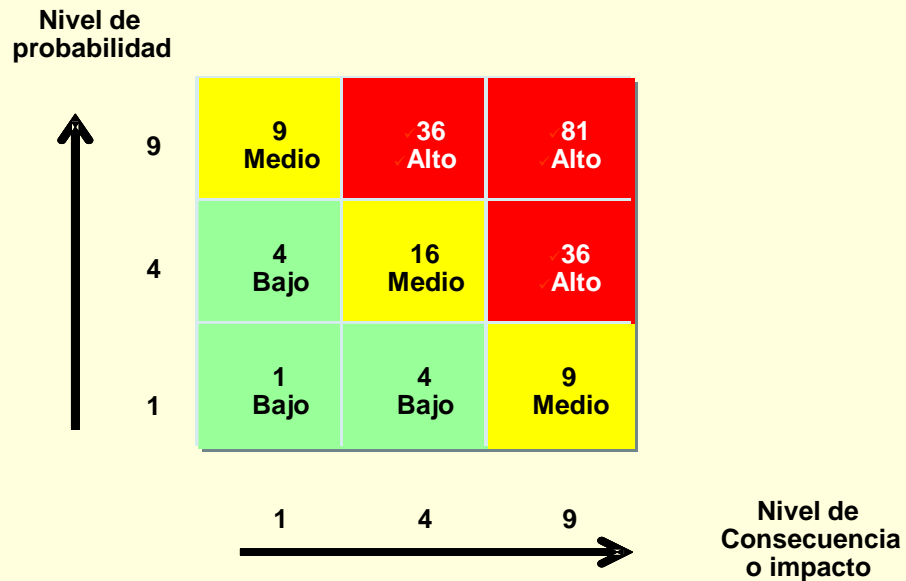 Nivel de
probabilidad
9
9
Medio
✓36
✓Alto
✓81
✓Alto
4
4
Bajo
16
Medio
✓36
✓Alto
1
1
Bajo
4
Bajo
9
Medio
1
4
9
Nivel de
Consecuencia
o impacto